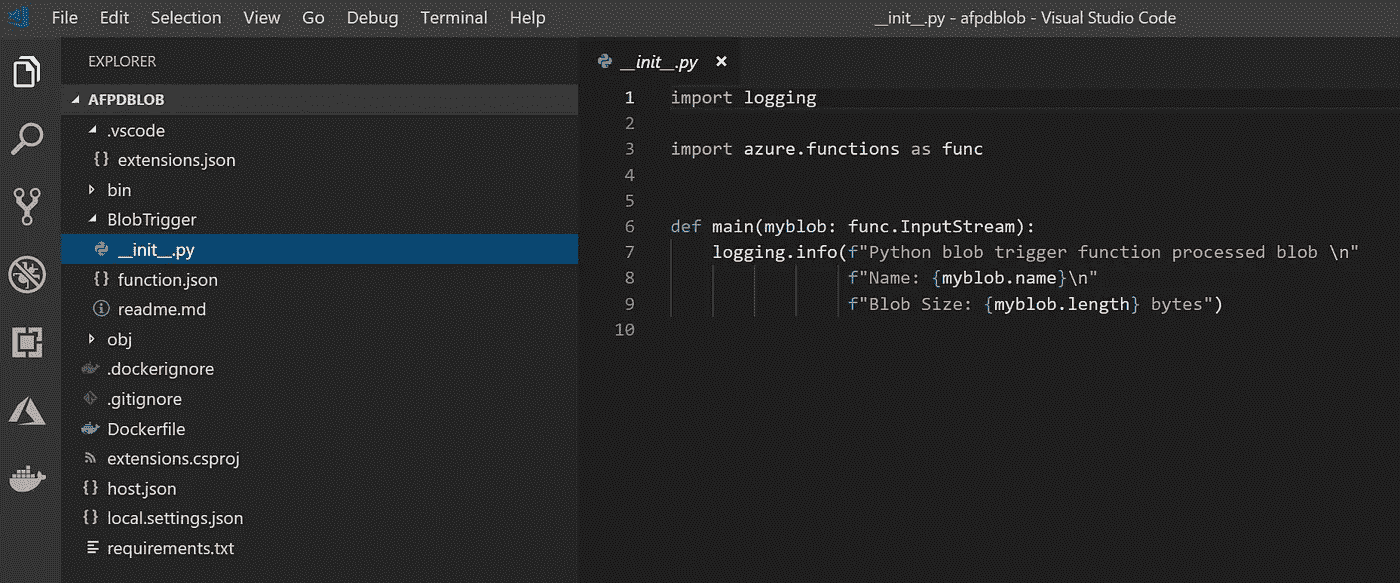 File Edit Selection View Go Debug Terminal Help __init__.py - afpdblob - Visual Studio Code
EXPLORER
AFPDBLOB
.vscode
{} extensions.json
bin
BlobTrigger
__init__.py
{} function.json
readme.md
obj
.dockerignore
.gitignore
Dockerfile
extensions.csproj
{} host.json
{} local.settings.json
requirements.txt
__init__.py ×
1 import logging
2
3 import azure.functions as func
4
5
6 def main(myblob: func.InputStream):
7     logging.info(f"Python blob trigger function processed blob \n"
8                  f"Name: {myblob.name}\n"
9                  f"Blob Size: {myblob.length} bytes")
10